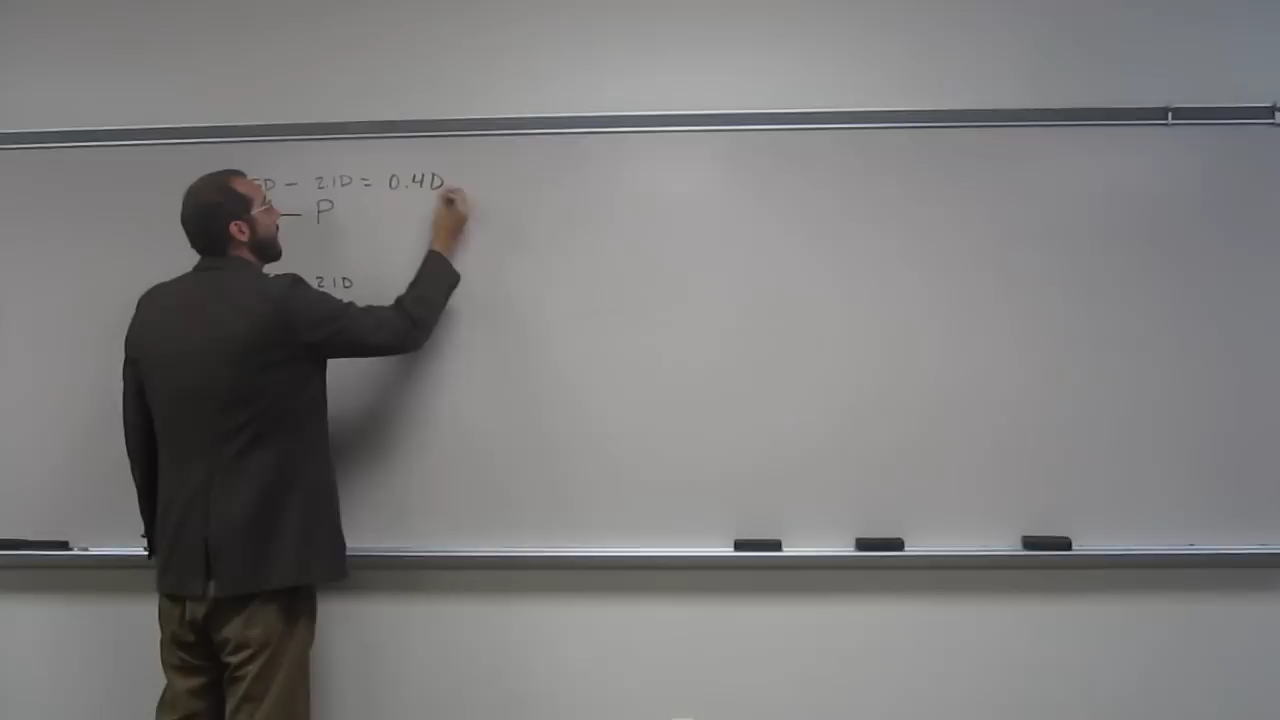 5D – 2.1D = 0.4D
— P
2.1D